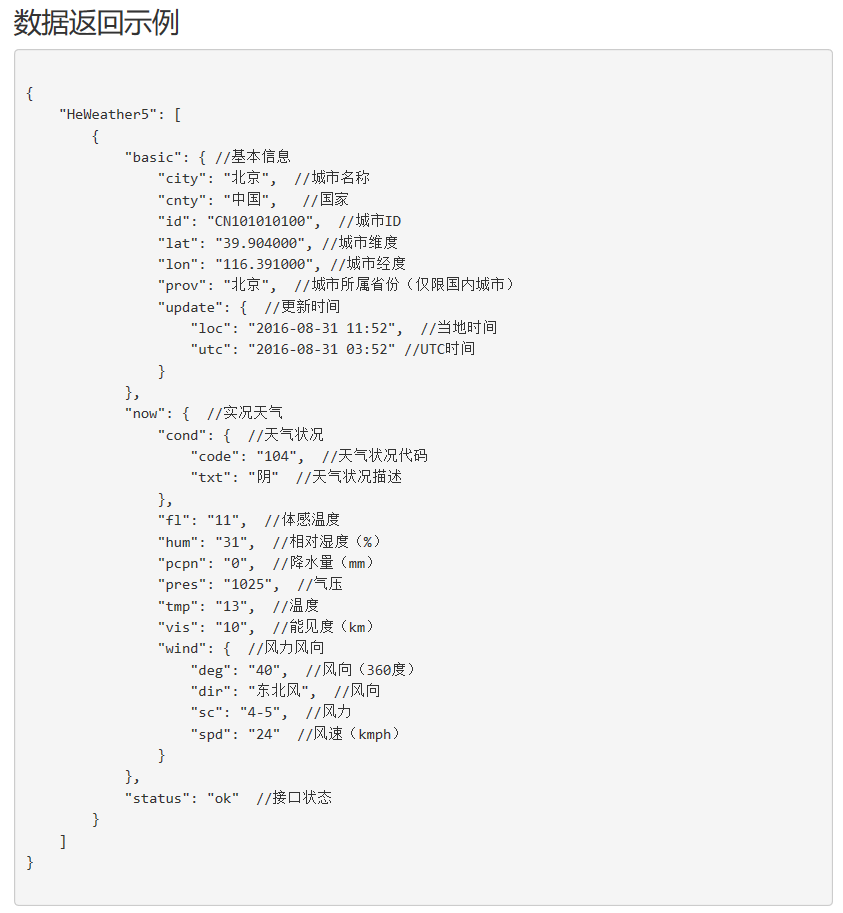 数据返回示例
{
    "HeWeather5": [
        {
            "basic": { //基本信息
                "city": "北京",  //城市名称
                "cnty": "中国",   //国家
                "id": "CN101010100",  //城市ID
                "lat": "39.904000", //城市维度
                "lon": "116.391000", //城市经度
                "prov": "北京",  //城市所属省份（仅限国内城市）
                "update": {  //更新时间
                    "loc": "2016-08-31 11:52",  //当地时间
                    "utc": "2016-08-31 03:52" //UTC时间
                }
            },
            "now": {  //实况天气
                "cond": {  //天气状况
                    "code": "104",  //天气状况代码
                    "txt": "阴"  //天气状况描述
                },
                "fl": "11",  //体感温度
                "hum": "31",  //相对湿度（%）
                "pcpn": "0",  //降水量（mm）
                "pres": "1025",  //气压
                "tmp": "13",  //温度
                "vis": "10",  //能见度（km）
                "wind": {  //风力风向
                    "deg": "40",  //风向（360度）
                    "dir": "东北风",  //风向
                    "sc": "4-5",  //风力
                    "spd": "24"  //风速（kmph）
                }
            },
            "status": "ok"  //接口状态
        }
    ]
}